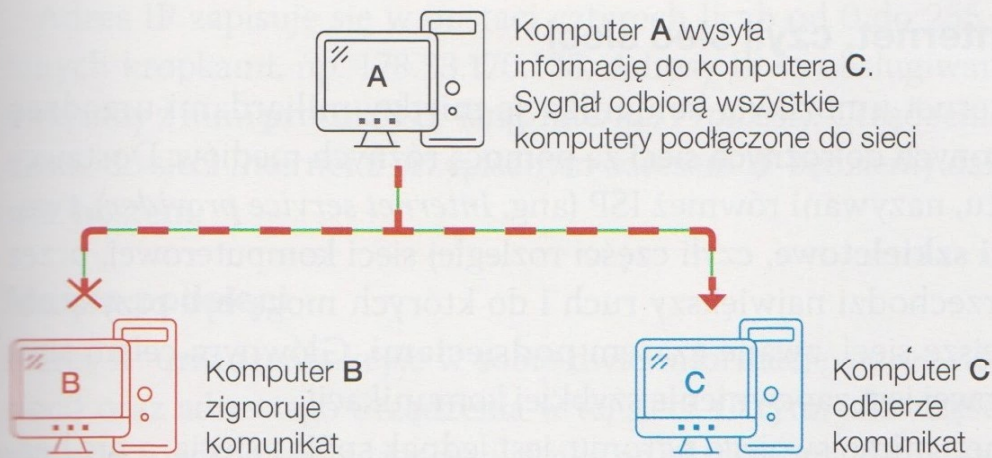 Komputer A wysyła
informację do komputera C.
Sygnał odbiorą wszystkie
komputery podłączone do sieci
A
B
Komputer B
zignoruje
komunikat
C
Komputer C
odbierze
komunikat